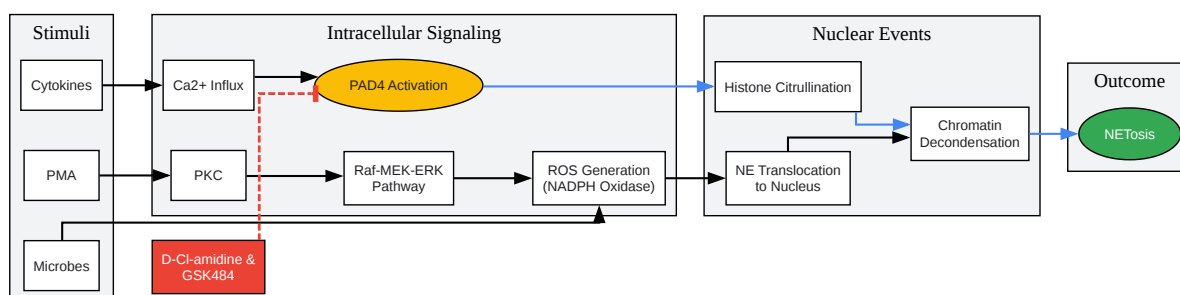 Stimuli
Intracellular Signaling
Nuclear Events
Outcome
Cytokines
Ca2+ Influx
PAD4 Activation
Histone Citrullination
Chromatin
Decondensation
NETosis
PMA
PKC
Raf-MEK-ERK
Pathway
ROS Generation
(NADPH Oxidase)
NE Translocation
to Nucleus
Microbes
D-Cl-amidine &
GSK484